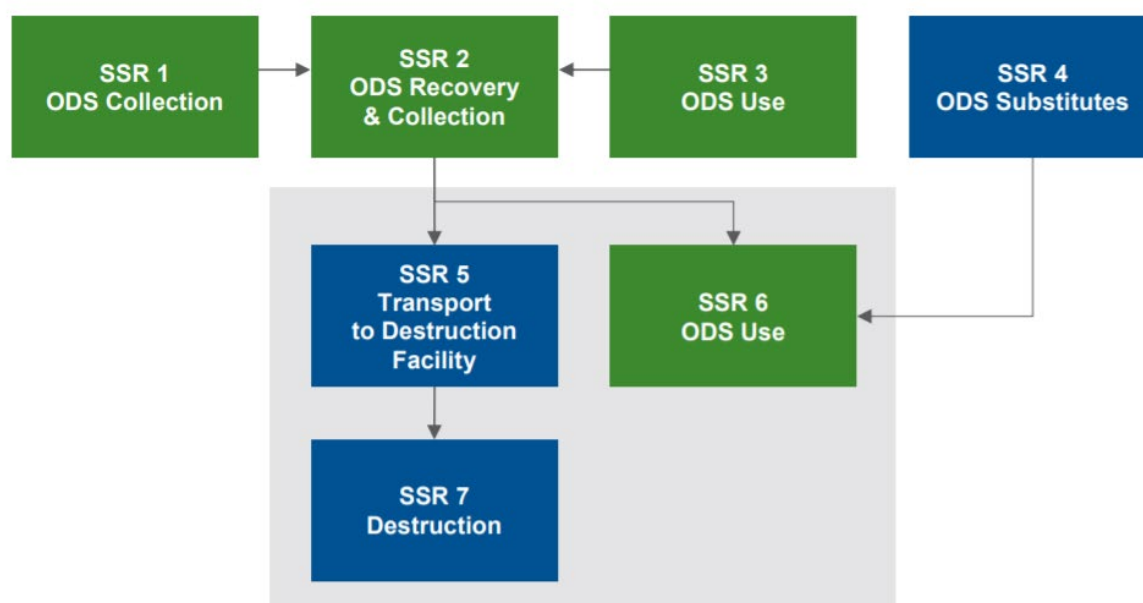 SSR 1
ODS Collection
SSR 2
ODS Recovery
& Collection
SSR 3
ODS Use
SSR 4
ODS Substitutes
SSR 5
Transport
to Destruction
Facility
SSR 6
ODS Use
SSR 7
Destruction